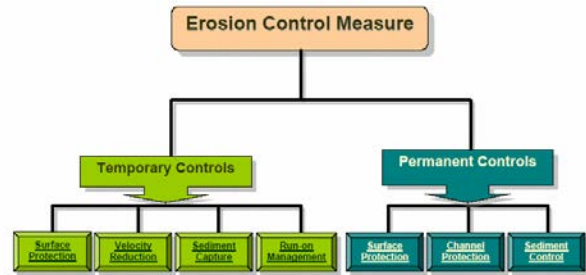 Erosion Control Measure
Temporary Controls
Permanent Controls
Surface
Protection
Velocity
Reduction
Sediment
Capture
Run-on
Management
Surface
Protection
Channel
Protection
Sediment
Control